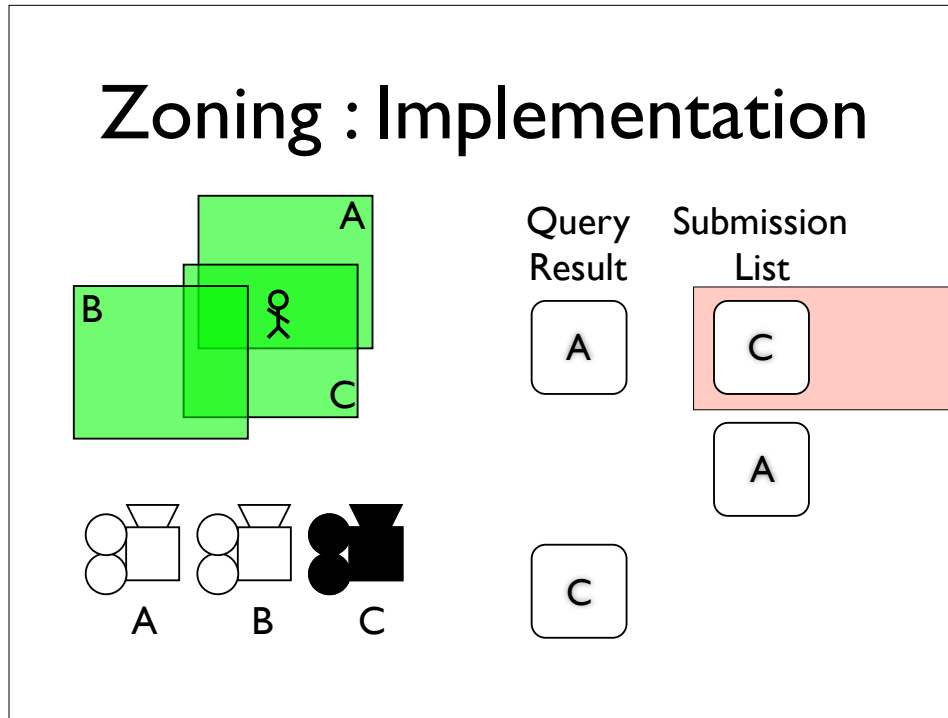 Zoning : Implementation
A
B
C
A
B
C
Query
Result
A
C
Submission
List
C
A